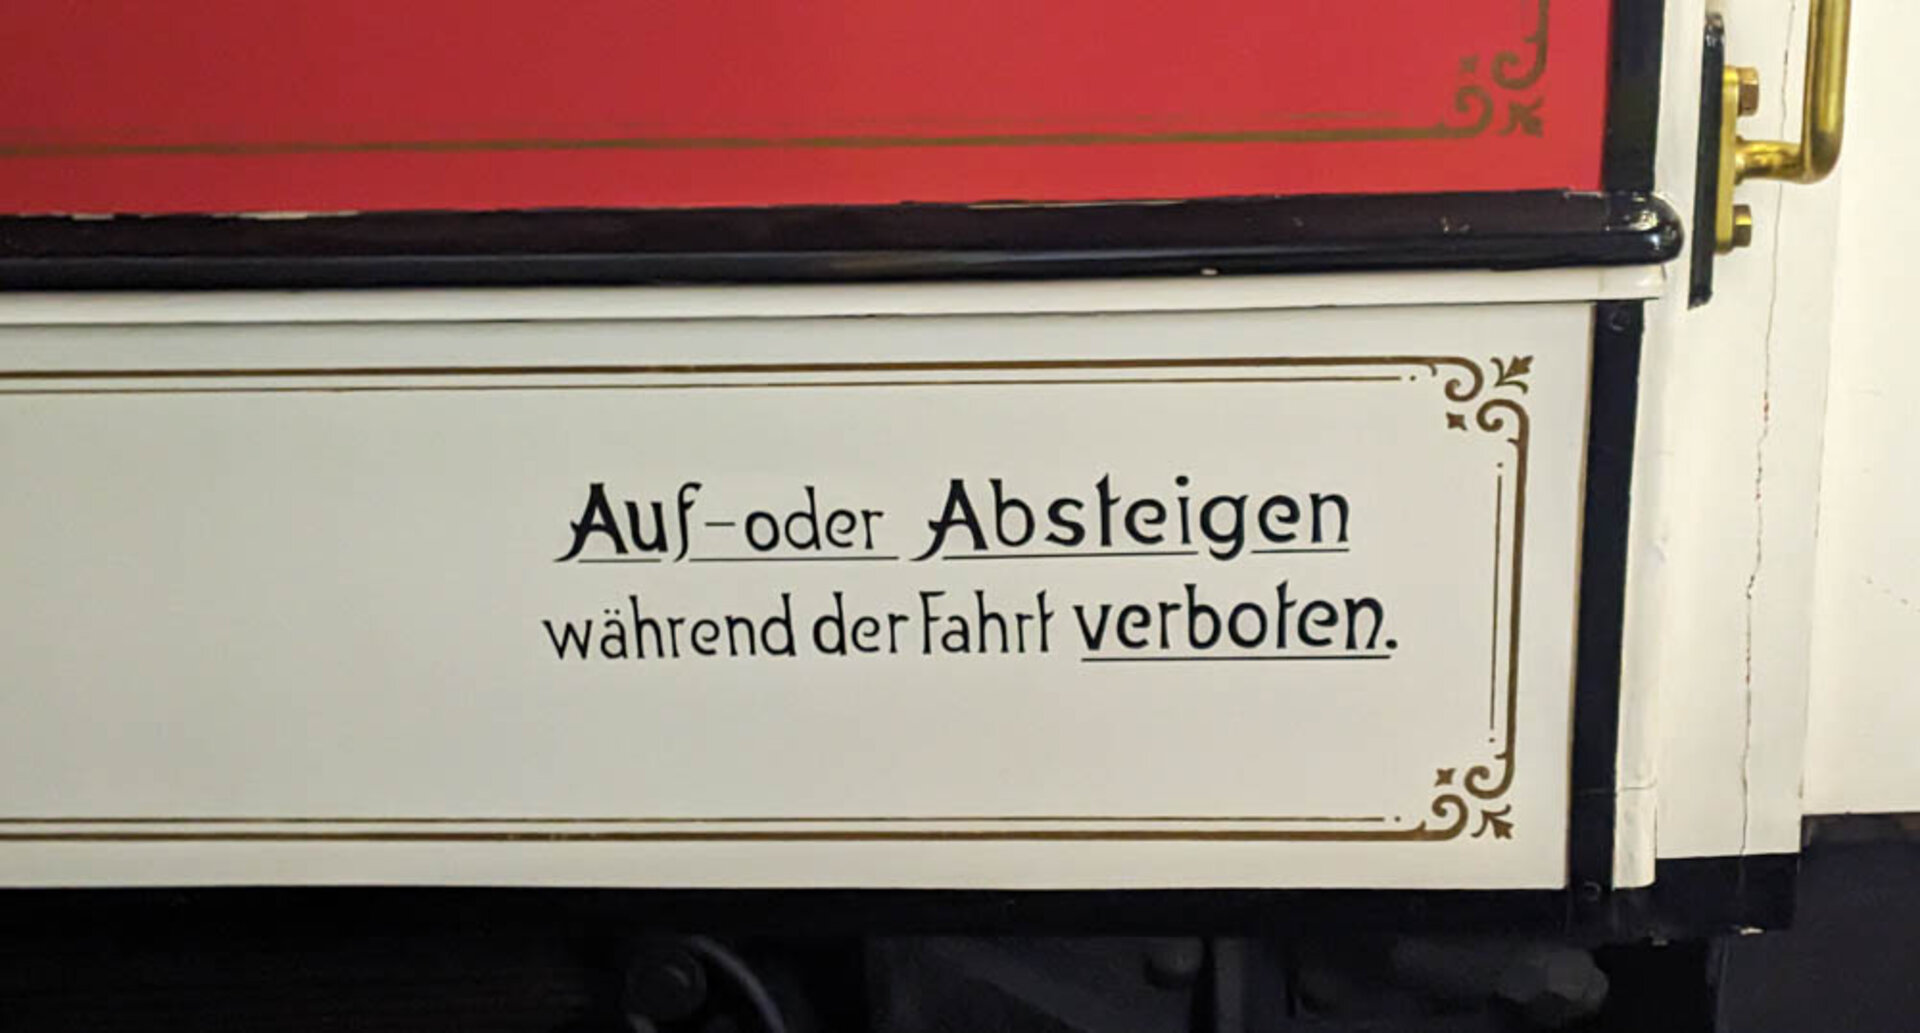 Auf-oder Absteigen
während der Fahrt verboten.